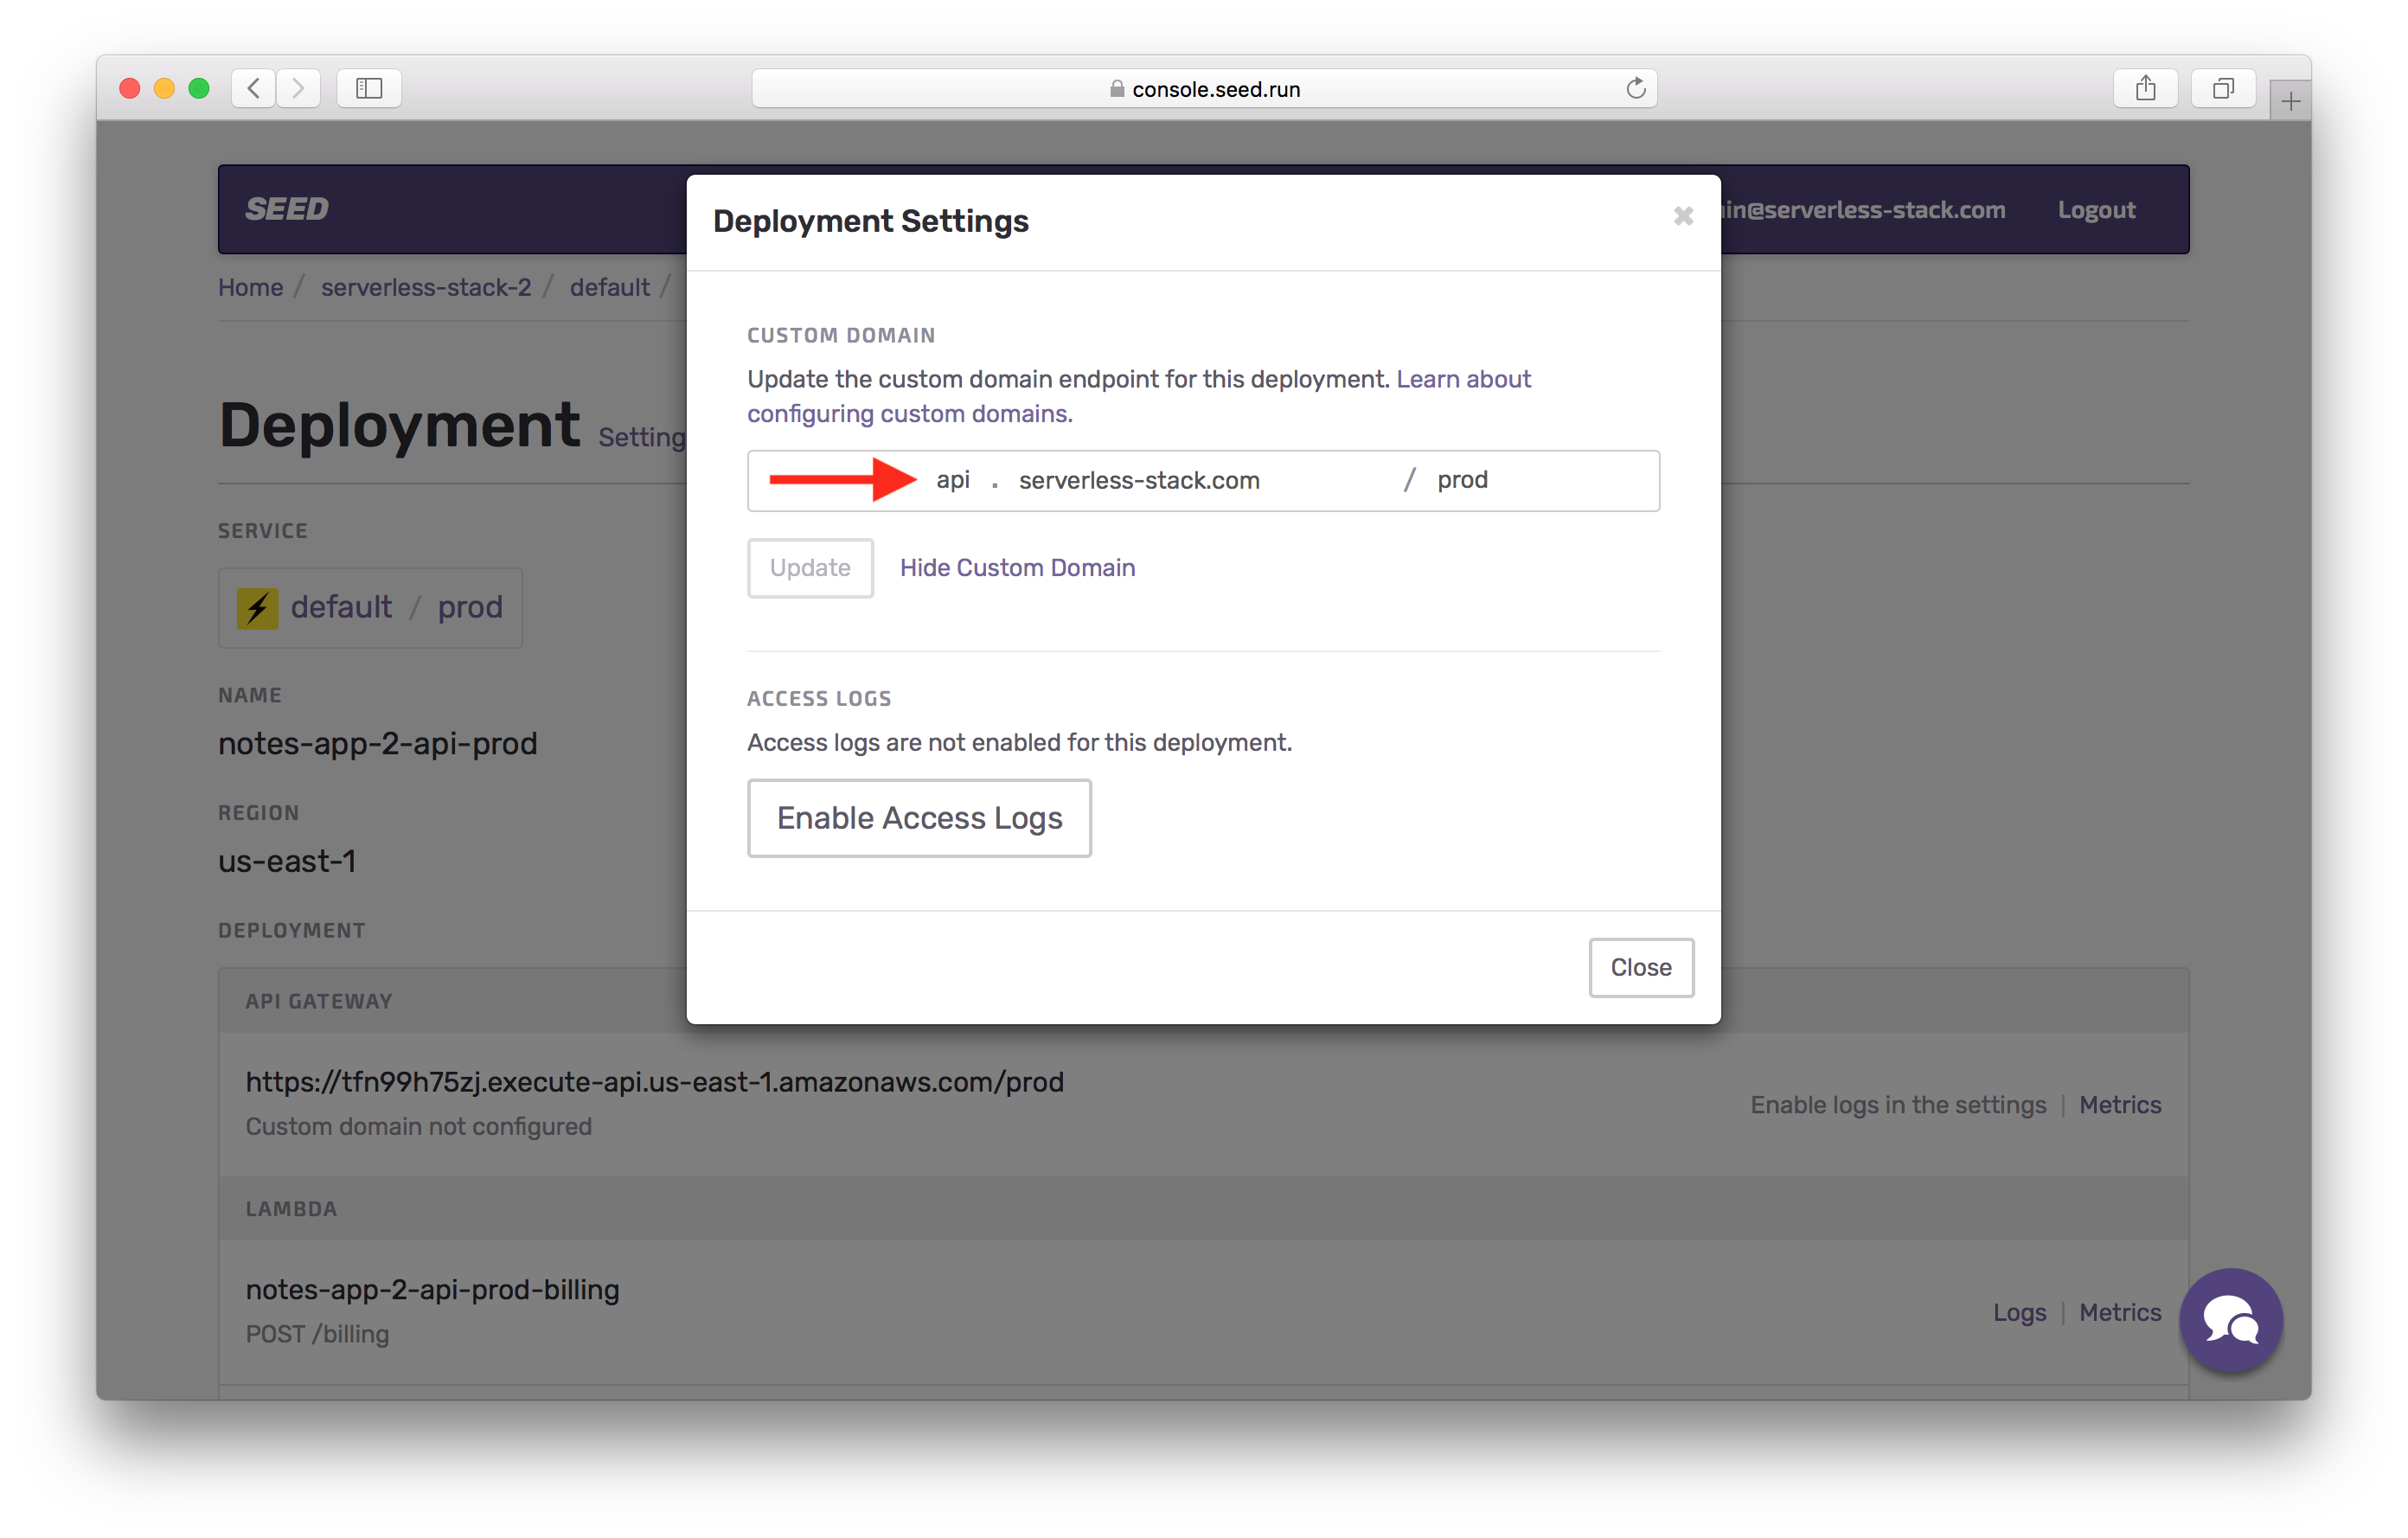 console.seed.run
SEED
in@serverless-stack.com
Logout
Home / serverless-stack-2 / default /
Deployment Setting
SERVICE
default / prod
NAME
notes-app-2-api-prod
REGION
us-east-1
DEPLOYMENT
API GATEWAY
https://tfn99h75zj.execute-api.us-east-1.amazonaws.com/prod
Custom domain not configured
Enable logs in the settings | Metrics
LAMBDA
notes-app-2-api-prod-billing
POST /billing
Logs | Metrics
Deployment Settings
CUSTOM DOMAIN
Update the custom domain endpoint for this deployment. Learn about
configuring custom domains.
api . serverless-stack.com / prod
Update
Hide Custom Domain
ACCESS LOGS
Access logs are not enabled for this deployment.
Enable Access Logs
Close